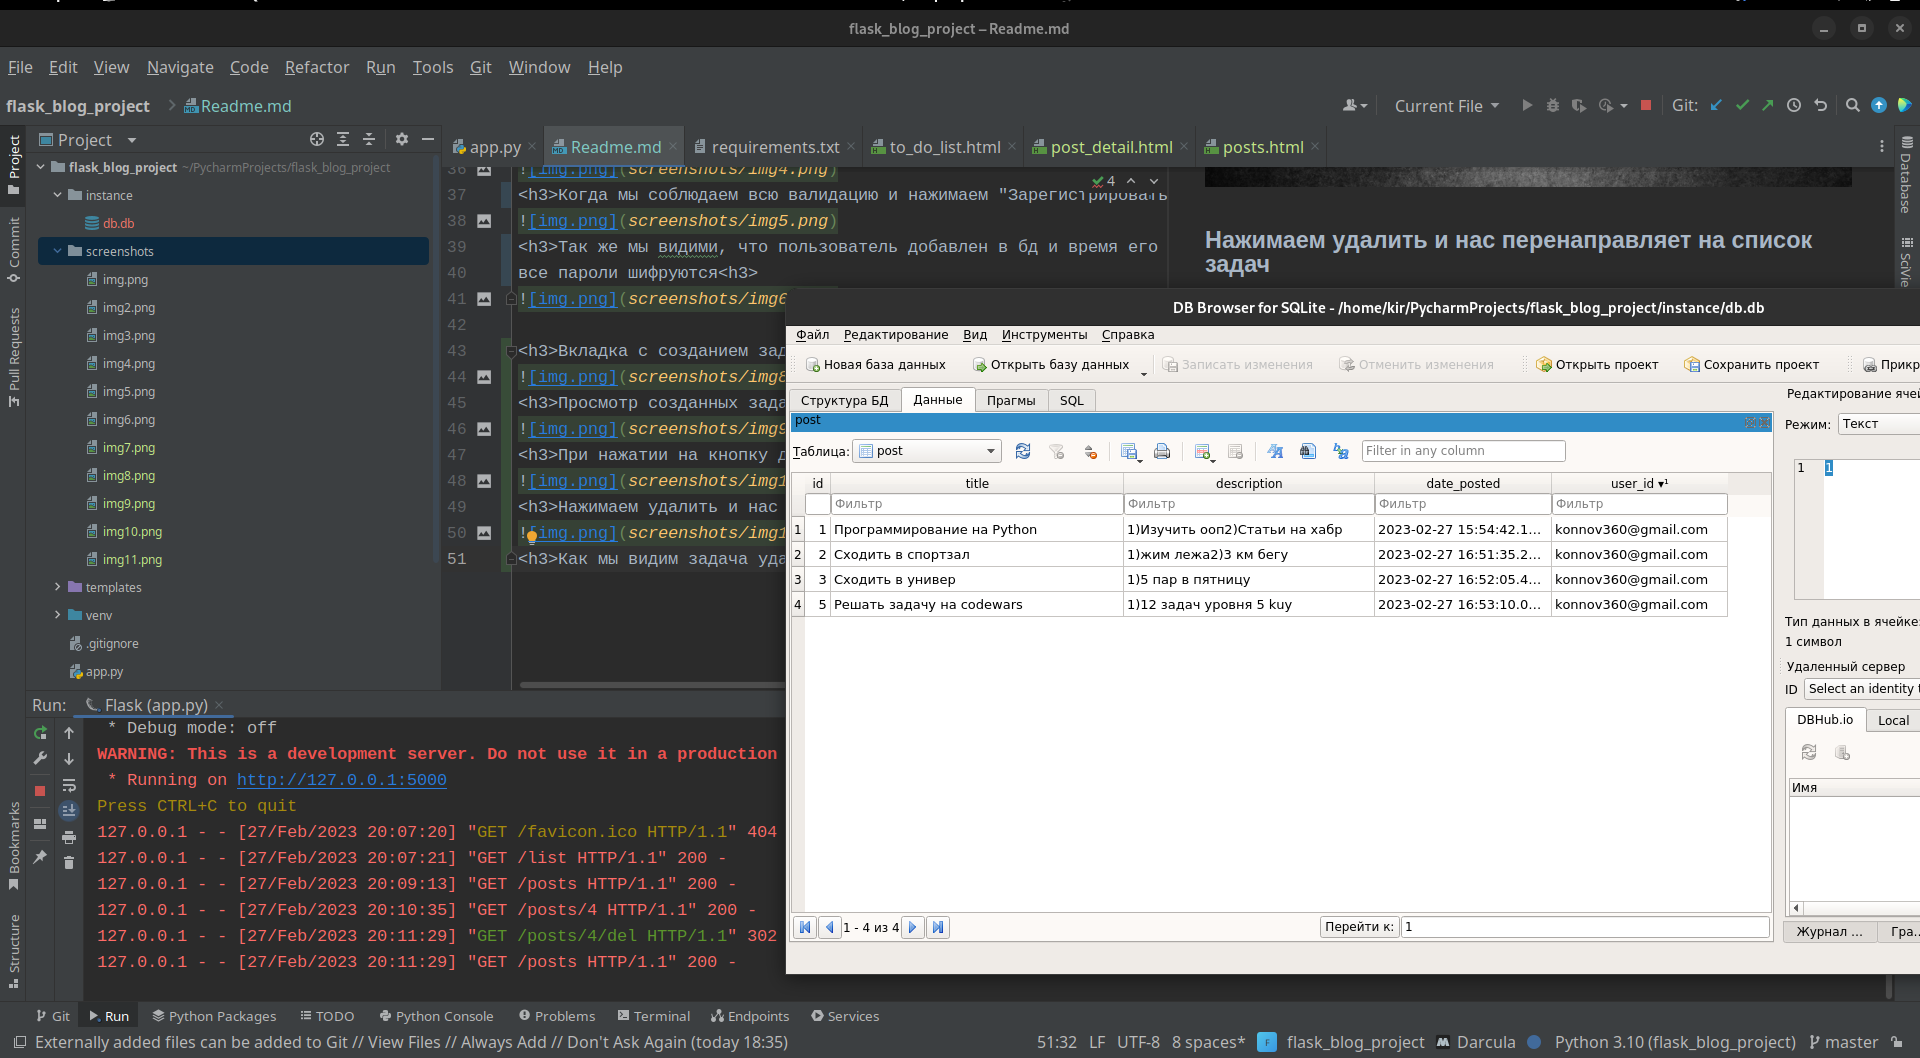 flask_blog_project – Readme.md
File Edit View Navigate Code Refactor Run Tools Git Window Help
flask_blog_project Readme.md
Current File
Git:
Project
app.py
Readme.md
requirements.txt
to_do_list.html
post_detail.html
posts.html
flask_blog_project ~/PycharmProjects/flask_blog_project
instance
db.db
screenshots
img.png
img2.png
img3.png
img4.png
img5.png
img6.png
img7.png
img8.png
img9.png
img10.png
img11.png
templates
venv
.gitignore
app.py
Project
Commit
Pull Requests
Bookmarks
Structure
Database
SciVie
4
36 ![img.png](screenshots/img4.png)
37 <h3>Когда мы соблюдаем всю валидацию и нажимаем "Зарегистрировать
38 ![img.png](screenshots/img5.png)
39 <h3>Так же мы видими, что пользователь добавлен в бд и время его
40 все пароли шифруются<h3>
41 ![img.png](screenshots/img6
42
43 <h3>Вкладка с созданием зад
44 ![img.png](screenshots/img8
45 <h3>Просмотр созданных зада
46 ![img.png](screenshots/img9
47 <h3>При нажатии на кнопку д
48 ![img.png](screenshots/img1
49 <h3>Нажимаем удалить и нас
50 ![img.png](screenshots/img1
51 <h3>Как мы видим задача уда
Нажимаем удалить и нас перенаправляет на список
задач
DB Browser for SQLite - /home/kir/PycharmProjects/flask_blog_project/instance/db.db
Файл Редактирование Вид Инструменты Справка
Новая база данных Открыть базу данных Записать изменения Отменить изменения Открыть проект Сохранить проект Прикр
Структура БД Данные Прагмы SQL
post
Таблица: post Filter in any column
id title description date_posted user_id ▾¹
Фильтр Фильтр Фильтр Фильтр
1 1 Программирование на Python 1)Изучить ооп2)Статьи на хабр 2023-02-27 15:54:42.1... konnov360@gmail.com
2 2 Сходить в спортзал 1)жим лежа2)3 км бегу 2023-02-27 16:51:35.2... konnov360@gmail.com
3 3 Сходить в универ 1)5 пар в пятницу 2023-02-27 16:52:05.4... konnov360@gmail.com
4 5 Решать задачу на codewars 1)12 задач уровня 5 kuy 2023-02-27 16:53:10.0... konnov360@gmail.com
1 - 4 из 4
Перейти к: 1
Редактирование ячей
Режим: Текст
1 1
Тип данных в ячейке:
1 символ
Удаленный сервер
ID Select an identity t
DBHub.io Local
Имя
Журнал ... Гра..
Run: Flask (app.py)
* Debug mode: off
WARNING: This is a development server. Do not use it in a production
* Running on http://127.0.0.1:5000
Press CTRL+C to quit
127.0.0.1 - - [27/Feb/2023 20:07:20] "GET /favicon.ico HTTP/1.1" 404
127.0.0.1 - - [27/Feb/2023 20:07:21] "GET /list HTTP/1.1" 200 -
127.0.0.1 - - [27/Feb/2023 20:09:13] "GET /posts HTTP/1.1" 200 -
127.0.0.1 - - [27/Feb/2023 20:10:35] "GET /posts/4 HTTP/1.1" 200 -
127.0.0.1 - - [27/Feb/2023 20:11:29] "GET /posts/4/del HTTP/1.1" 302
127.0.0.1 - - [27/Feb/2023 20:11:29] "GET /posts HTTP/1.1" 200 -
Git Run Python Packages TODO Python Console Problems Terminal Endpoints Services
Externally added files can be added to Git // View Files // Always Add // Don't Ask Again (today 18:35)
51:32 LF UTF-8 8 spaces* F flask_blog_project Darcula Python 3.10 (flask_blog_project) master